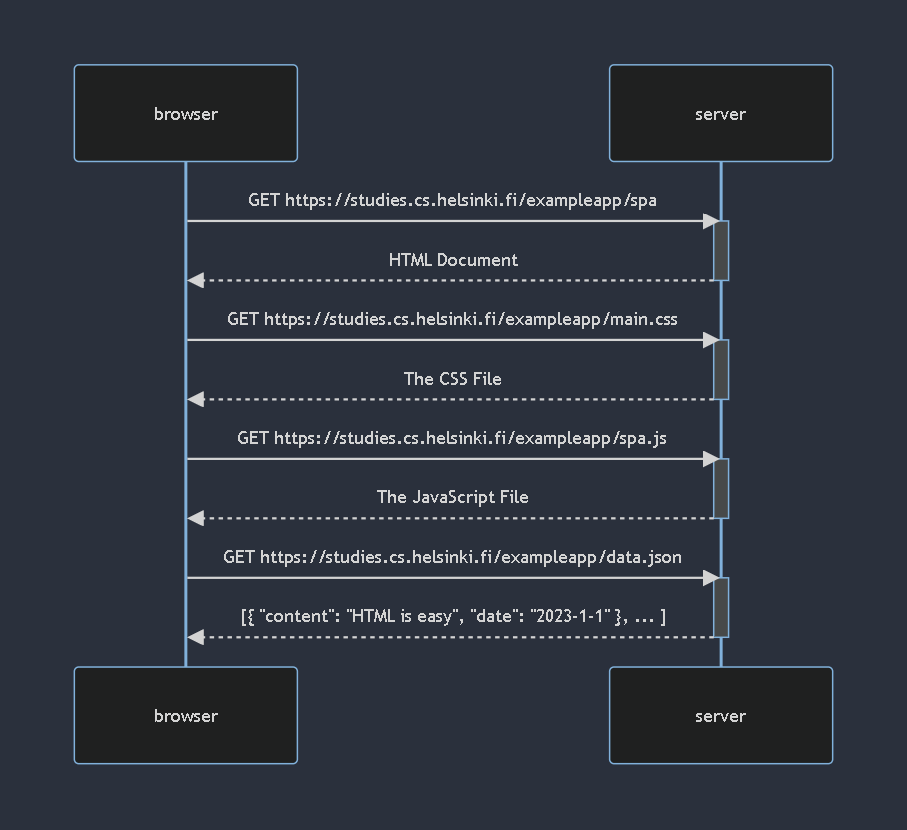 browser
server
GET https://studies.cs.helsinki.fi/exampleapp/spa
HTML Document
GET https://studies.cs.helsinki.fi/exampleapp/main.css
The CSS File
GET https://studies.cs.helsinki.fi/exampleapp/spa.js
The JavaScript File
GET https://studies.cs.helsinki.fi/exampleapp/data.json
[{ "content": "HTML is easy", "date": "2023-1-1" }, ... ]
browser
server